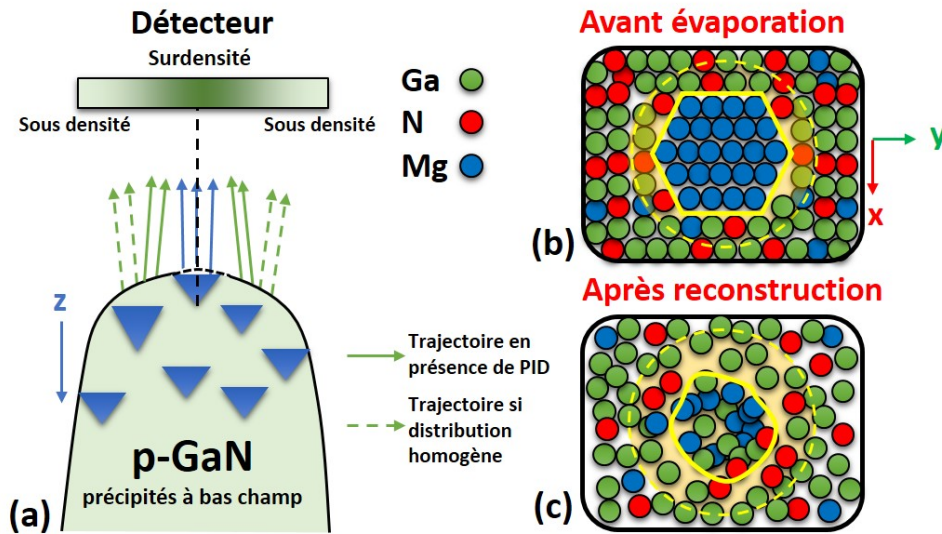 Détecteur
Surdensité
Sous densité
Sous densité
Ga
N
Mg
z
Trajectoire en
présence de PID
Trajectoire si
distribution
homogène
p-GaN
précipités à bas champ
(a)
Avant évaporation
y
x
(b)
Après reconstruction
(c)